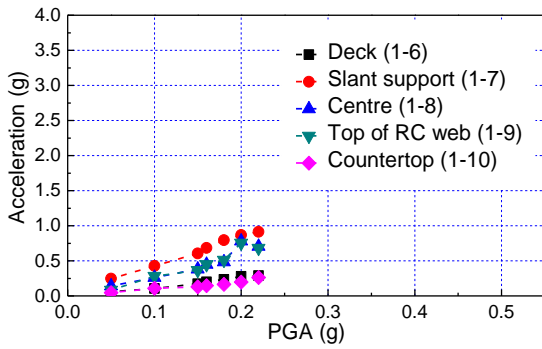 4.0
3.5
3.0
2.5
2.0
1.5
1.0
0.5
0.0
Acceleration (g)
Deck (1-6)
Slant support (1-7)
Centre (1-8)
Top of RC web (1-9)
Countertop (1-10)
0.0 0.1 0.2 0.3 0.4 0.5
PGA (g)